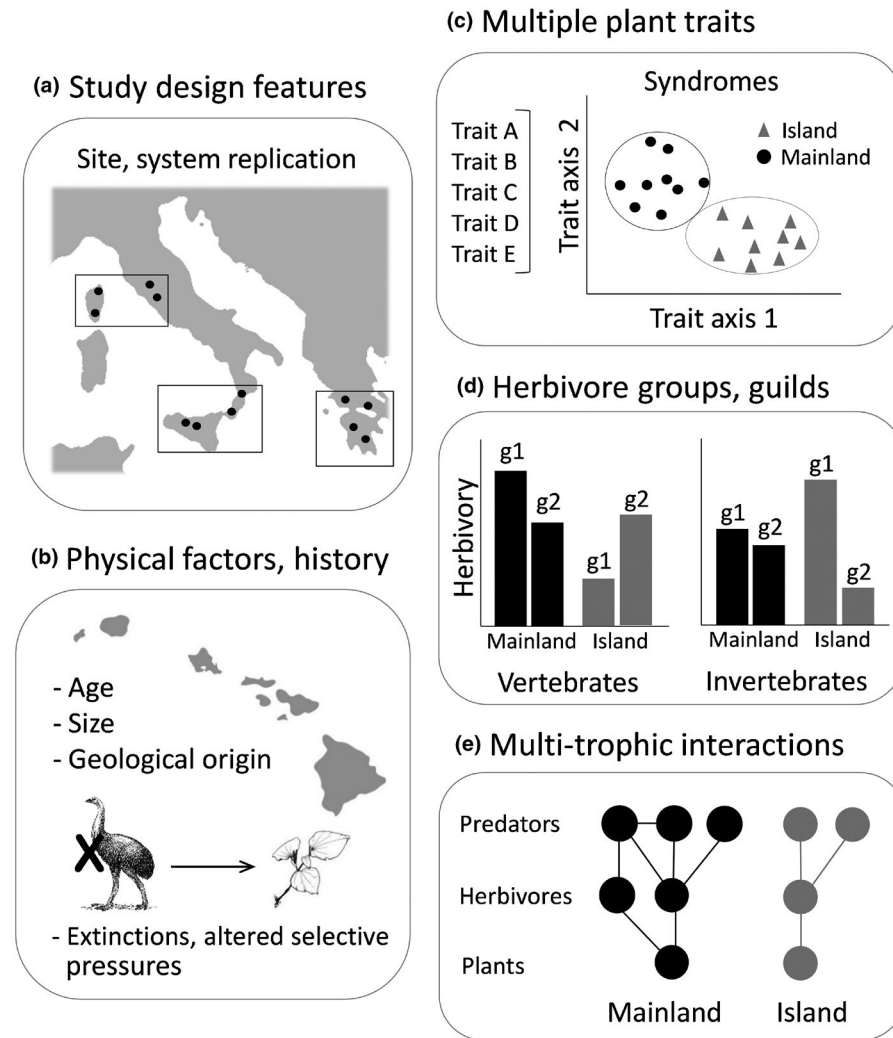 (a) Study design features
Site, system replication
(b) Physical factors, history
- Age
- Size
- Geological origin
X
- Extinctions, altered selective
pressures
(c) Multiple plant traits
Syndromes
Trait A
Trait B
Trait C
Trait D
Trait E
Trait axis 2
Island
Mainland
Trait axis 1
(d) Herbivore groups, guilds
Herbivory
g1
g2
g1
g2
Mainland Island
Vertebrates
g1
g2
g1
g2
Mainland Island
Invertebrates
(e) Multi-trophic interactions
Predators
Herbivores
Plants
Mainland
Island